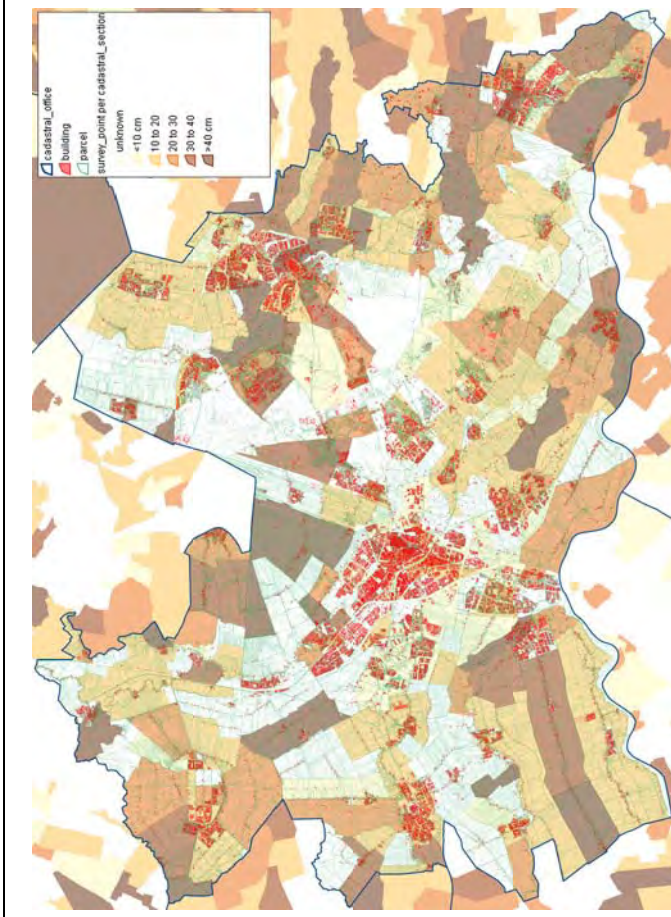 cadastral_office
building
parcel
survey_point per cadastral_section
unknown
<10 cm
10 to 20
20 to 30
30 to 40
>40 cm